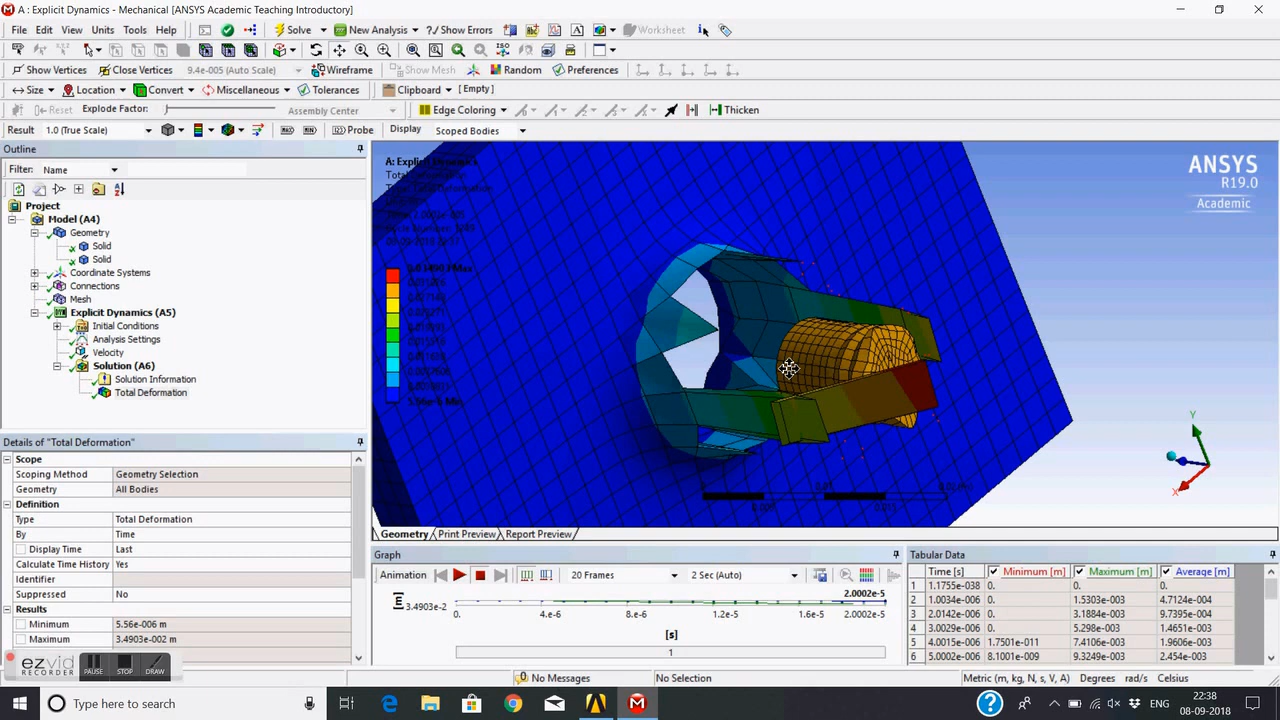 A : Explicit Dynamics - Mechanical [ANSYS Academic Teaching Introductory]
File Edit View Units Tools Help Solve New Analysis ?/ Show Errors Worksheet
Show Vertices Close Vertices 9.4e-005 (Auto Scale) Wireframe Show Mesh Random Preferences
Size Location Convert Miscellaneous Tolerances Clipboard [Empty]
Reset Explode Factor: Assembly Center Edge Coloring Thicken
Result 1.0 (True Scale) Probe Display Scoped Bodies
Outline
Filter: Name
Project
Model (A4)
Geometry
Solid
Solid
Coordinate Systems
Connections
Mesh
Explicit Dynamics (A5)
Initial Conditions
Analysis Settings
Velocity
Solution (A6)
Solution Information
Total Deformation
Details of "Total Deformation"
Scope
Scoping Method Geometry Selection
Geometry All Bodies
Definition
Type Total Deformation
By Time
Display Time Last
Calculate Time History Yes
Identifier
Suppressed No
Results
Minimum 5.56e-006 m
Maximum 3.4903e-002 m
ezvid
RECORDER PAUSE STOP DRAW
A: Explicit Dynamics
Total Deformation
5.56e-6 Min
ANSYS
R19.0
Academic
Y
X
Geometry Print Preview Report Preview
Graph
Animation 20 Frames 2 Sec (Auto)
2.0002e-5
[m] 3.4903e-2
0. 4.e-6 8.e-6 1.2e-5 1.6e-5 2.0002e-5
[s]
1
Tabular Data
Time [s] Minimum [m] Maximum [m] Average [m]
1 1.1755e-038 0. 0. 0.
2 1.0034e-006 0. 1.5303e-003 4.7124e-004
3 2.0142e-006 0. 3.1884e-003 9.7395e-004
4 3.0029e-006 0. 5.298e-003 1.4651e-003
5 4.0015e-006 1.7501e-011 7.4106e-003 1.9606e-003
6 5.0002e-006 8.1001e-009 9.3249e-003 2.454e-003
No Messages No Selection Metric (m, kg, N, s, V, A) Degrees rad/s Celsius
Type here to search
ENG
22:38
08-09-2018